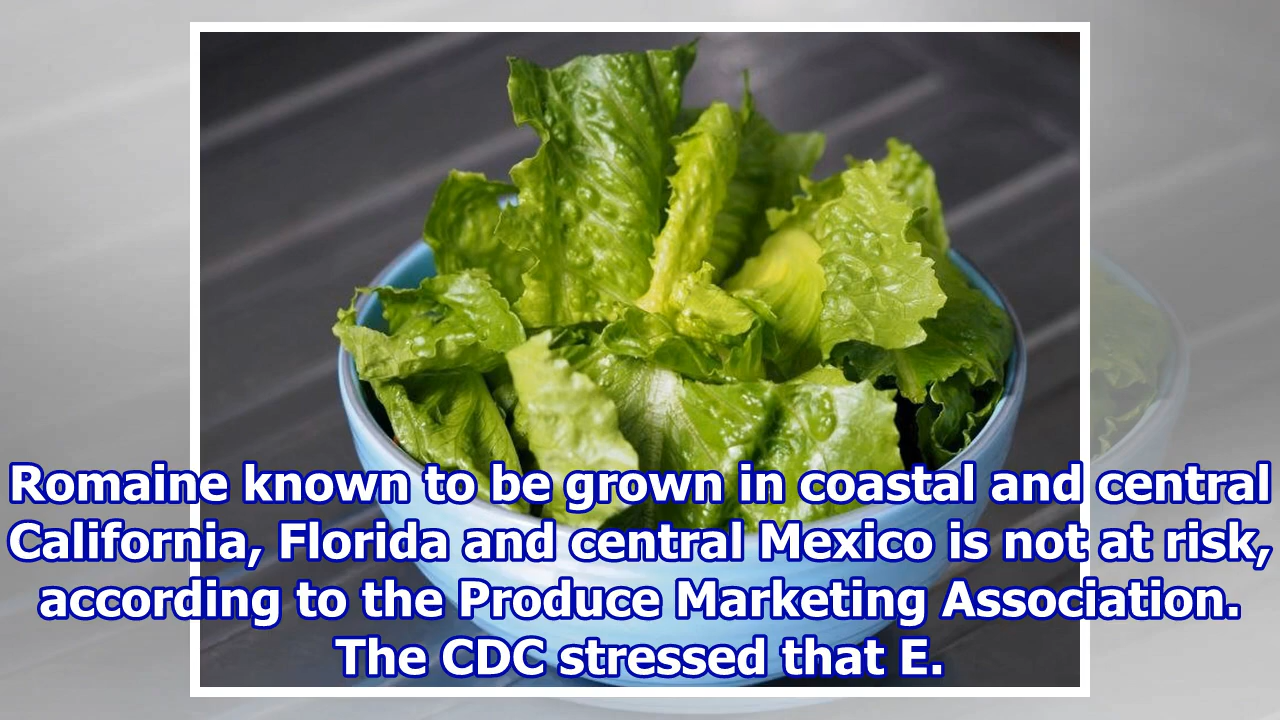 Romaine known to be grown in coastal and central
California, Florida and central Mexico is not at risk,
according to the Produce Marketing Association.
The CDC stressed that E.